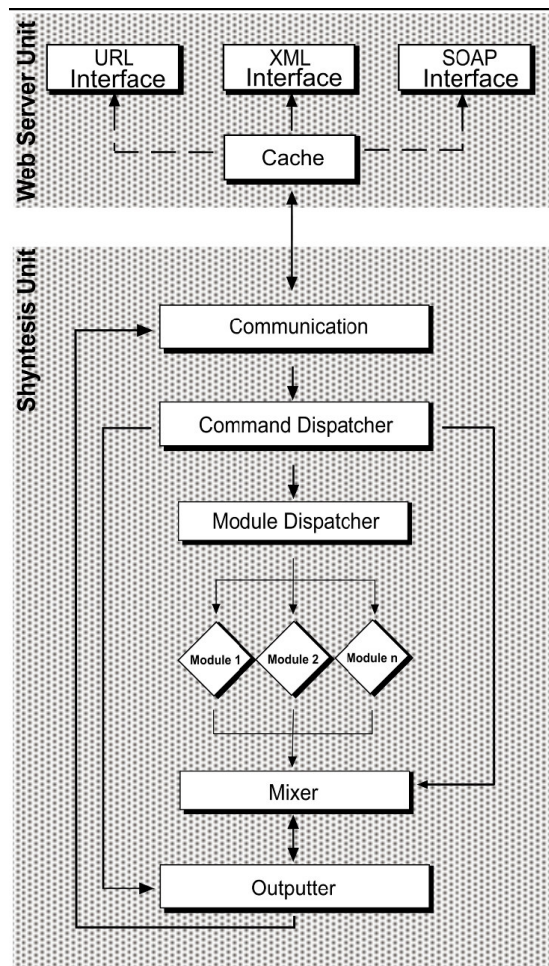 Web Server Unit
URL
Interface
XML
Interface
SOAP
Interface
Cache
Shyntesis Unit
Communication
Command Dispatcher
Module Dispatcher
Module 1
Module 2
Module n
Mixer
Outputter